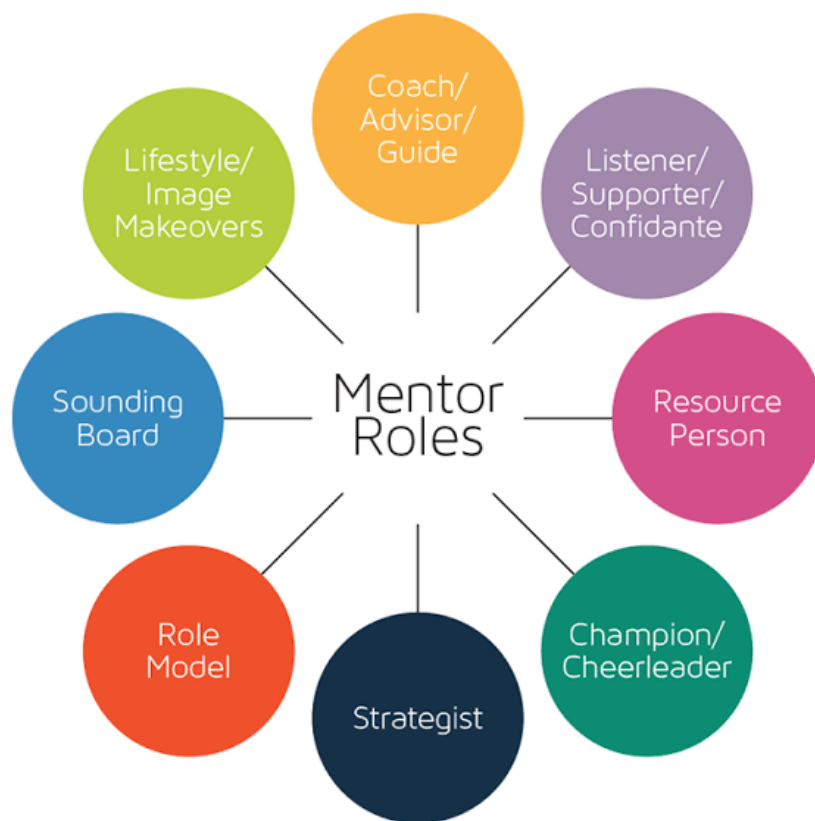 Coach/
Advisor/
Guide
Lifestyle/
Image
Makeovers
Listener/
Supporter/
Confidante
Sounding
Board
Mentor
Roles
Resource
Person
Role
Model
Strategist
Champion/
Cheerleader